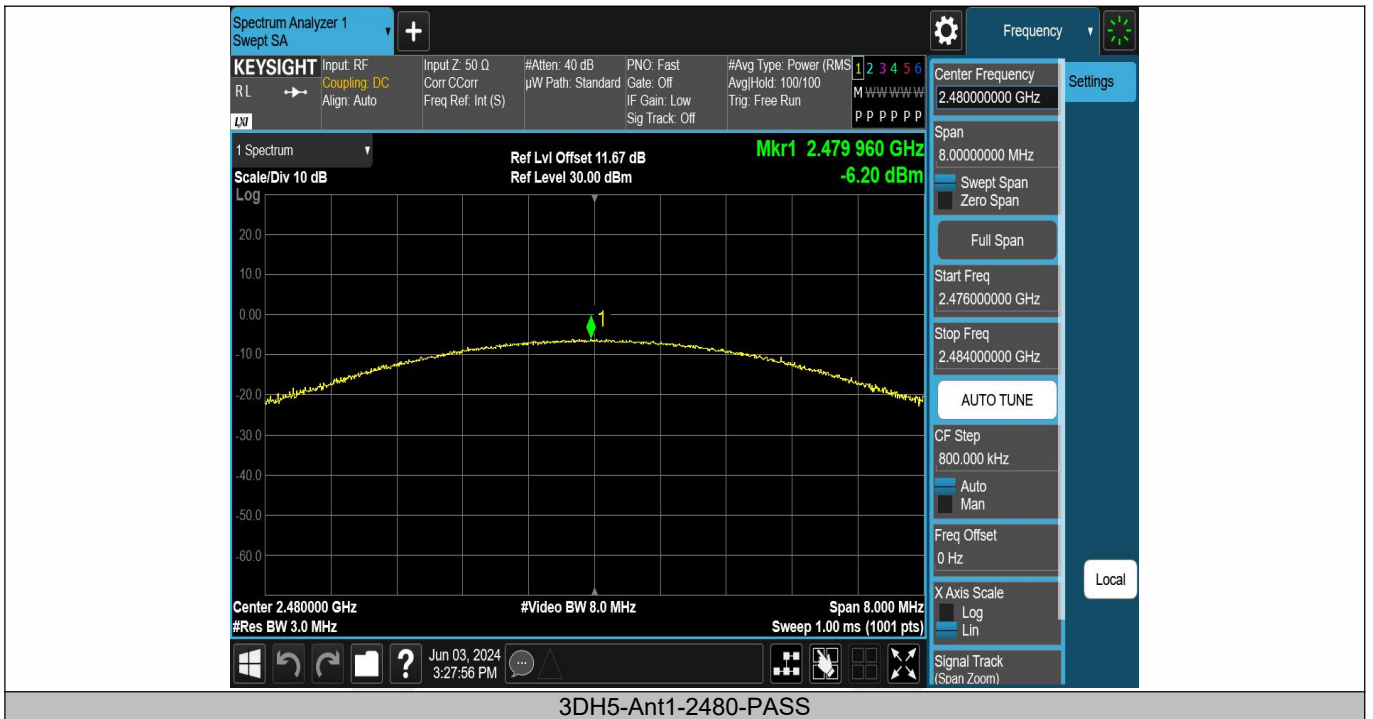 Spectrum Analyzer 1
Swept SA
+
Frequency
KEYSIGHT
RL
LXI
Input: RF
Coupling: DC
Align: Auto
Input Z: 50 Ω
Corr CCorr
Freq Ref: Int (S)
#Atten: 40 dB
µW Path: Standard
PNO: Fast
Gate: Off
IF Gain: Low
Sig Track: Off
#Avg Type: Power (RMS
Avg|Hold: 100/100
Trig: Free Run
1 2 3 4 5 6
M W W W W W
P P P P P P
1 Spectrum
Scale/Div 10 dB
Log
Ref Lvl Offset 11.67 dB
Ref Level 30.00 dBm
Mkr1 2.479 960 GHz
-6.20 dBm
20.0
10.0
0.00
-10.0
-20.0
-30.0
-40.0
-50.0
-60.0
1
Center 2.480000 GHz
#Res BW 3.0 MHz
#Video BW 8.0 MHz
Span 8.000 MHz
Sweep 1.00 ms (1001 pts)
Center Frequency
2.480000000 GHz
Span
8.00000000 MHz
Swept Span
Zero Span
Full Span
Start Freq
2.476000000 GHz
Stop Freq
2.484000000 GHz
AUTO TUNE
CF Step
800.000 kHz
Auto
Man
Freq Offset
0 Hz
X Axis Scale
Log
Lin
Signal Track
(Span Zoom)
Settings
Local
?
Jun 03, 2024
3:27:56 PM
3DH5-Ant1-2480-PASS